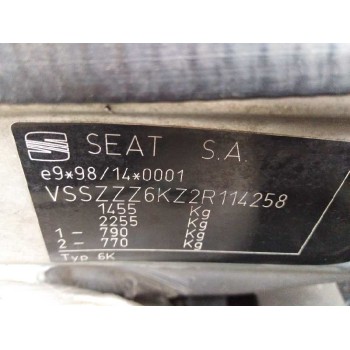 SEAT S.A.
e9*98/14*0001
VSSZZZ6KZ2R114258
1455 Kg
2255 Kg
1- 790 Kg
2- 770 Kg
Typ 6K